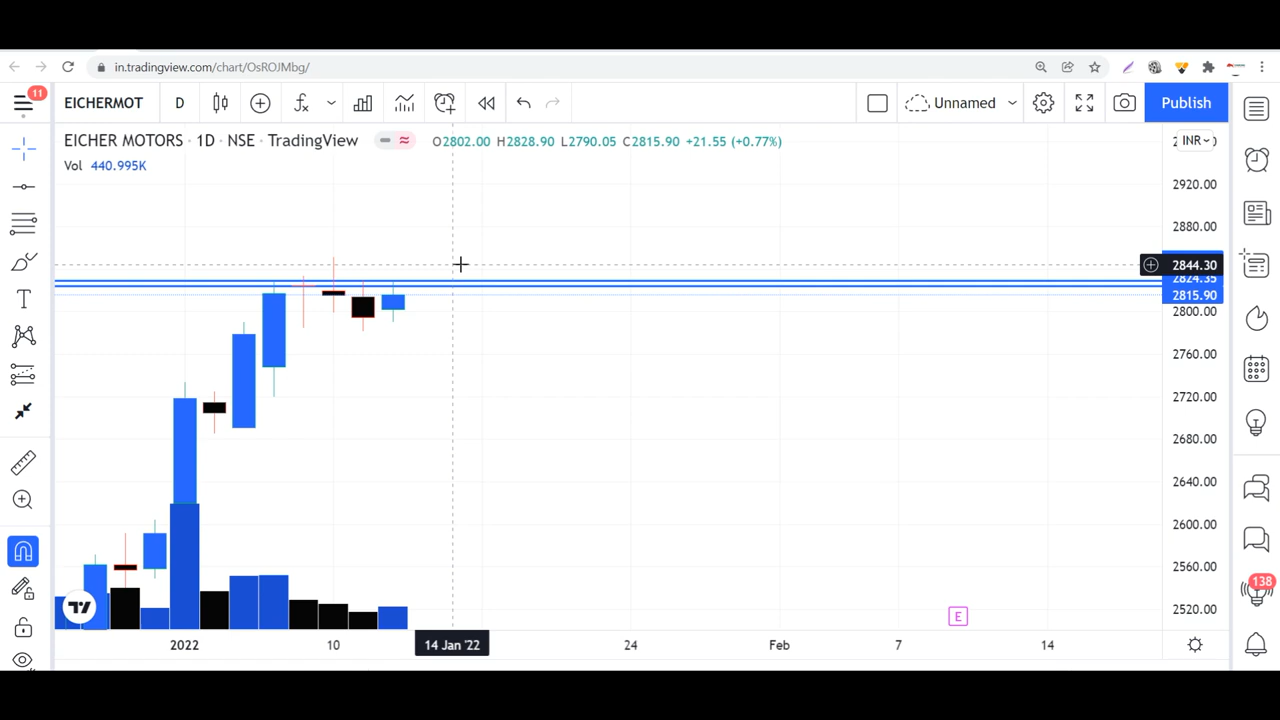 in.tradingview.com/chart/OsROJMbg/
11
EICHERMOT D Unnamed Publish
EICHER MOTORS · 1D · NSE · TradingView O2802.00 H2828.90 L2790.05 C2815.90 +21.55 (+0.77%)
INR
Vol 440.995K
2920.00
2880.00
2844.30
2824.35
2815.90
2800.00
2760.00
2720.00
2680.00
2640.00
2600.00
2560.00
138
2520.00
E
2022 10 14 Jan '22 24 Feb 7 14